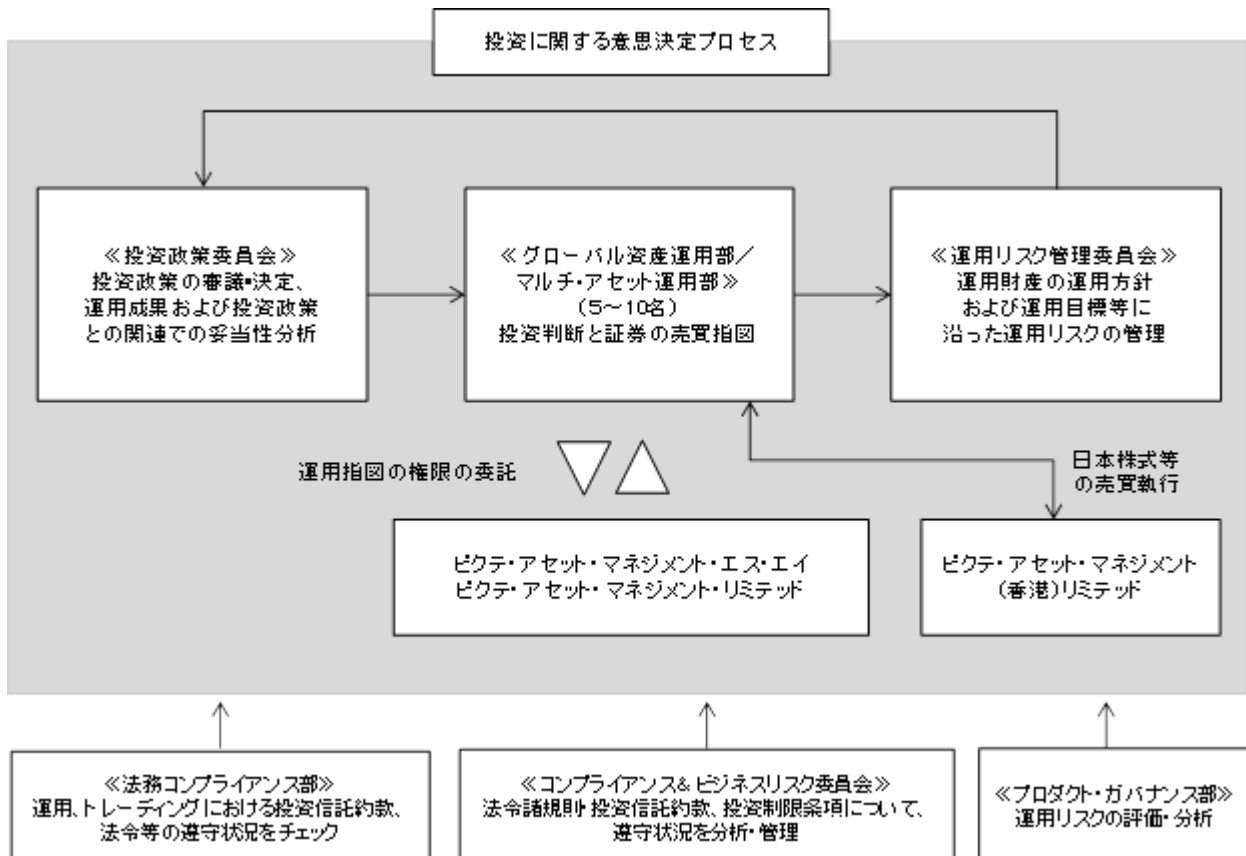 投資に関する意思決定プロセス
≪投資政策委員会≫
投資政策の審議・決定、
運用成果および投資政策
との関連での妥当性分析
≪グローバル資産運用部/
マルチ・アセット運用部≫
(5～10名)
投資判断と証券の売買指図
≪運用リスク管理委員会≫
運用財産の運用方針
および運用目標等に
沿った運用リスクの管理
運用指図の権限の委託
日本株式等
の売買執行
ピクテ・アセット・マネジメント・エス・エイ
ピクテ・アセット・マネジメント・リミテッド
ピクテ・アセット・マネジメント
(香港)リミテッド
≪法務コンプライアンス部≫
運用、トレーディングにおける投資信託約款、
法令等の遵守状況をチェック
≪コンプライアンス&ビジネスリスク委員会≫
法令諸規則・投資信託約款、投資制限条項について、
遵守状況を分析・管理
≪プロダクト・ガバナンス部≫
運用リスクの評価・分析